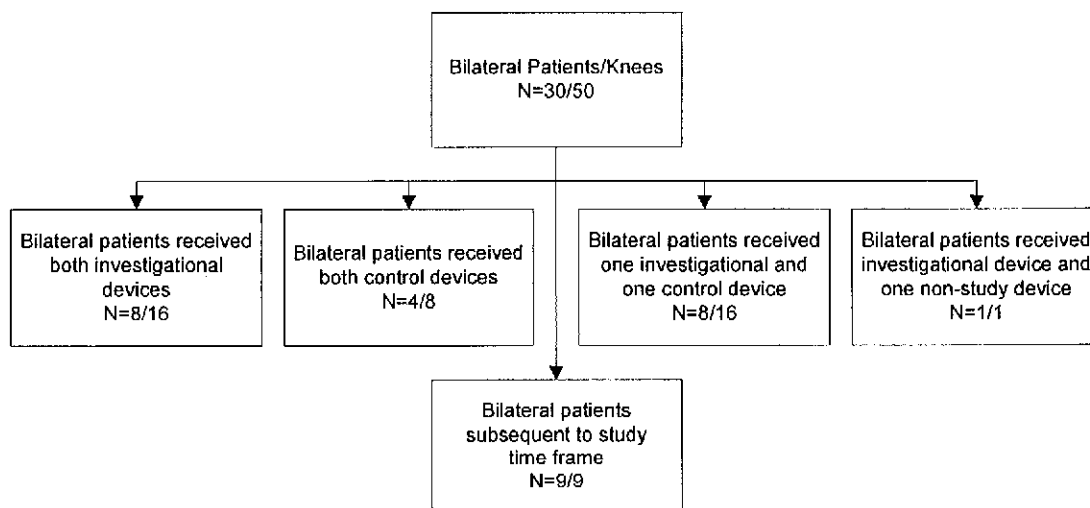 Bilateral Patients/Knees
N=30/50
Bilateral patients received
both investigational
devices
N=8/16
Bilateral patients received
both control devices
N=4/8
Bilateral patients received
one investigational and
one control device
N=8/16
Bilateral patients received
investigational device and
one non-study device
N=1/1
Bilateral patients
subsequent to study
time frame
N=9/9